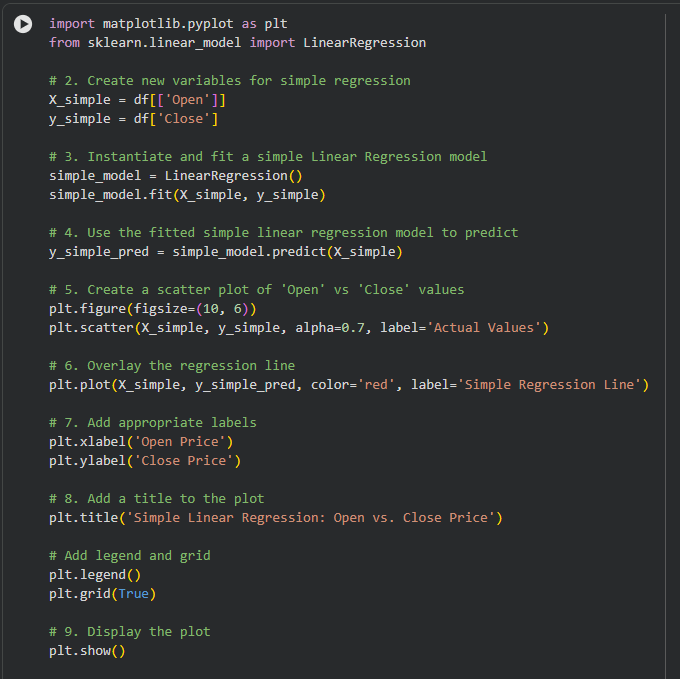 import matplotlib.pyplot as plt
from sklearn.linear_model import LinearRegression
# 2. Create new variables for simple regression
X_simple = df[['Open']]
y_simple = df['Close']
# 3. Instantiate and fit a simple Linear Regression model
simple_model = LinearRegression()
simple_model.fit(X_simple, y_simple)
# 4. Use the fitted simple linear regression model to predict
y_simple_pred = simple_model.predict(X_simple)
# 5. Create a scatter plot of 'Open' vs 'Close' values
plt.figure(figsize=(10, 6))
plt.scatter(X_simple, y_simple, alpha=0.7, label='Actual Values')
# 6. Overlay the regression line
plt.plot(X_simple, y_simple_pred, color='red', label='Simple Regression Line')
# 7. Add appropriate labels
plt.xlabel('Open Price')
plt.ylabel('Close Price')
# 8. Add a title to the plot
plt.title('Simple Linear Regression: Open vs. Close Price')
# Add legend and grid
plt.legend()
plt.grid(True)
# 9. Display the plot
plt.show()